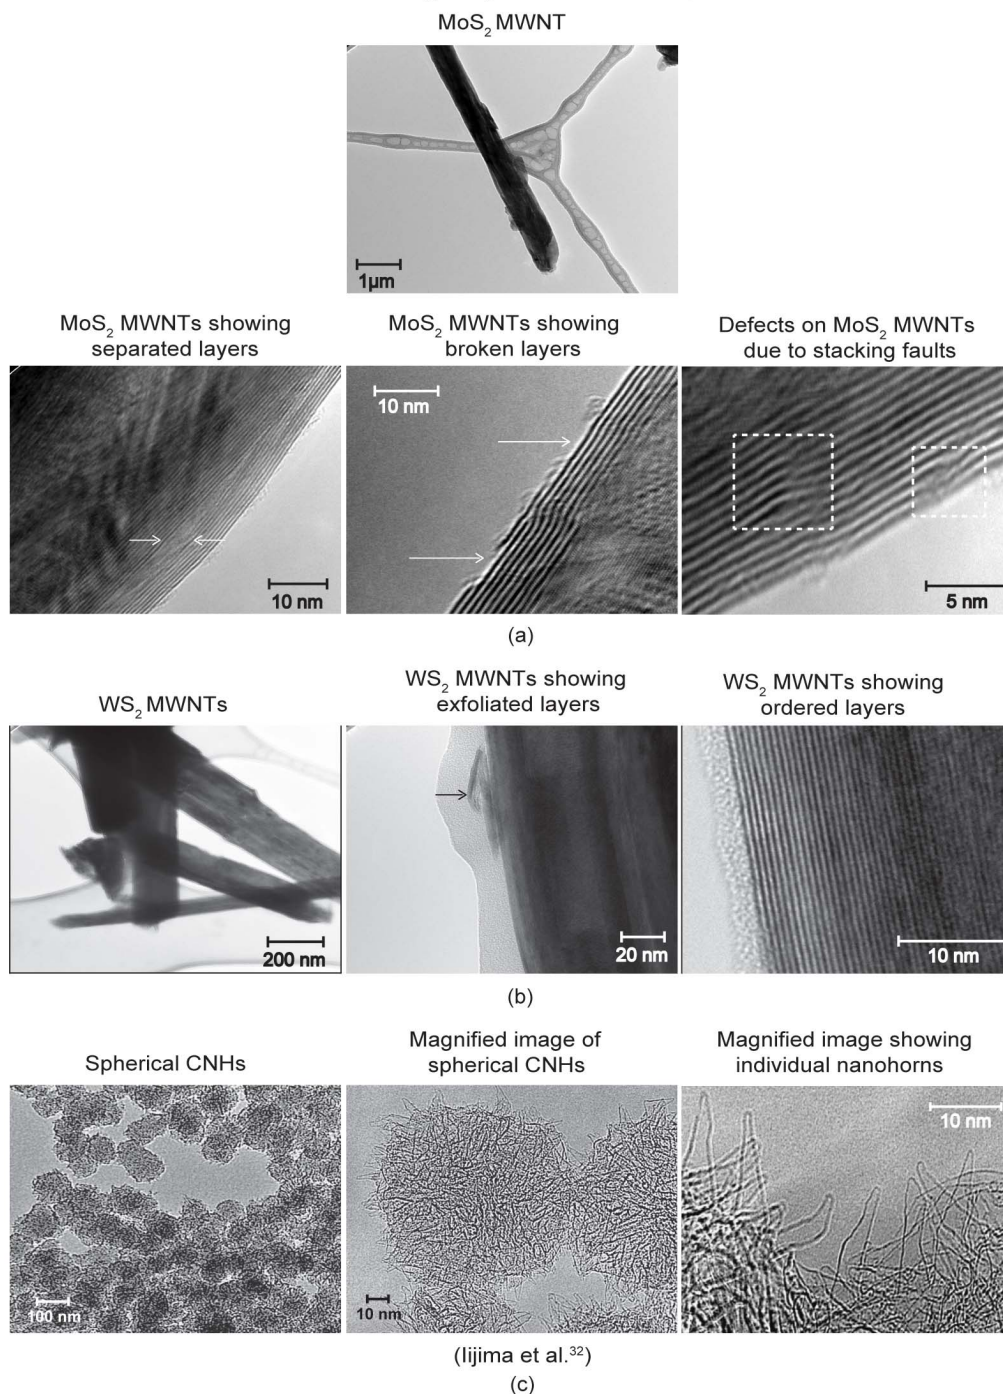 MoS₂ MWNT
1µm
MoS₂ MWNTs showing
separated layers
MoS₂ MWNTs showing
broken layers
Defects on MoS₂ MWNTs
due to stacking faults
10 nm
10 nm
5 nm
(a)
WS₂ MWNTs
WS₂ MWNTs showing
exfoliated layers
WS₂ MWNTs showing
ordered layers
200 nm
20 nm
10 nm
(b)
Spherical CNHs
Magnified image of
spherical CNHs
Magnified image showing
individual nanohorns
100 nm
10 nm
10 nm
(Iijima et al.³²)
(c)